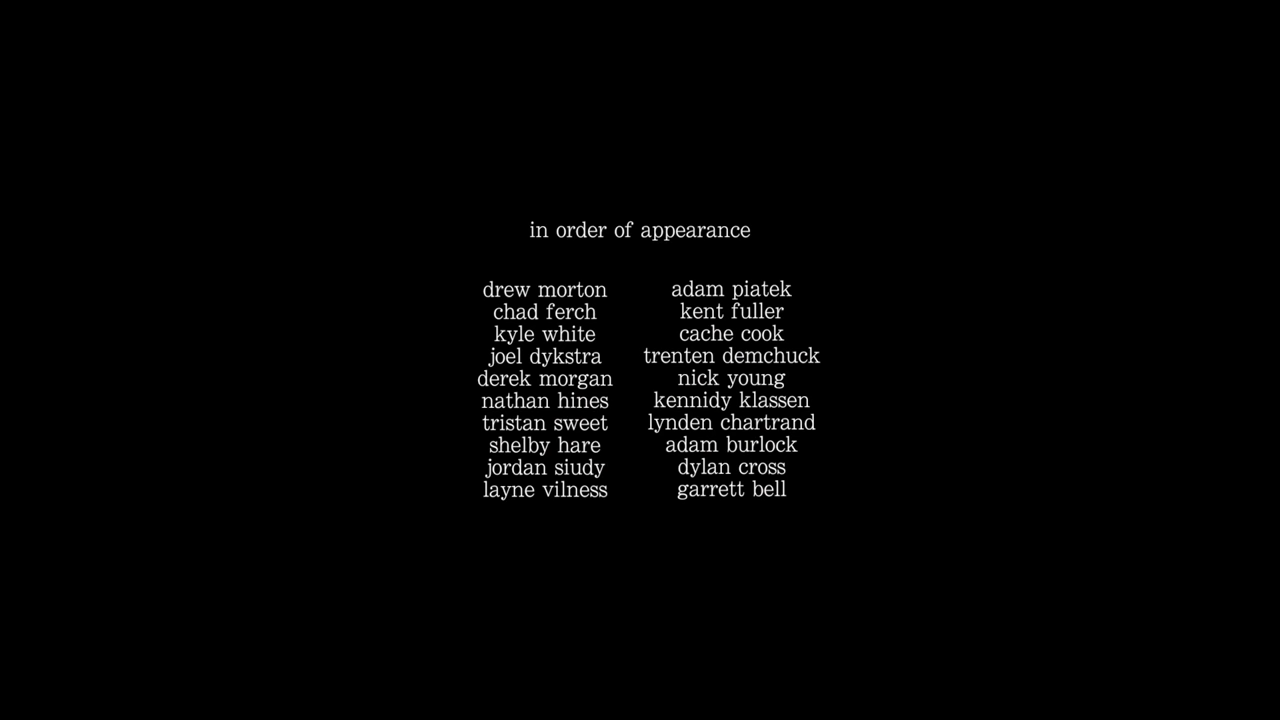 in order of appearance
drew morton
chad ferch
kyle white
joel dykstra
derek morgan
nathan hines
tristan sweet
shelby hare
jordan siudy
layne vilness
adam piatek
kent fuller
cache cook
trenten demchuck
nick young
kennidy klassen
lynden chartrand
adam burlock
dylan cross
garrett bell